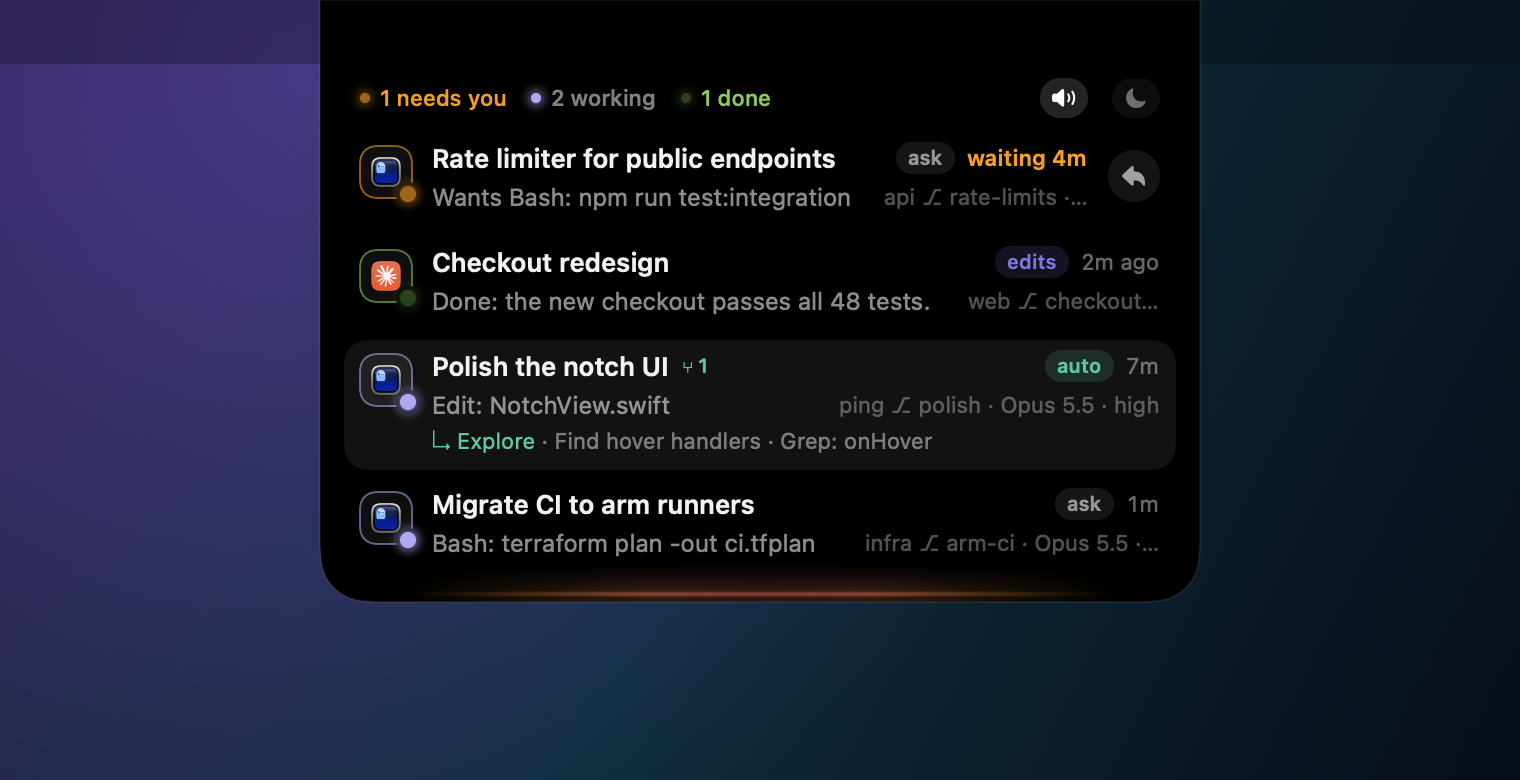 1 needs you 2 working 1 done
Rate limiter for public endpoints ask waiting 4m
Wants Bash: npm run test:integration api ⌥ rate-limits ·…
Checkout redesign edits 2m ago
Done: the new checkout passes all 48 tests. web ⌥ checkout…
Polish the notch UI ⑂ 1 auto 7m
Edit: NotchView.swift ping ⌥ polish · Opus 5.5 · high
Explore · Find hover handlers · Grep: onHover
Migrate CI to arm runners ask 1m
Bash: terraform plan -out ci.tfplan infra ⌥ arm-ci · Opus 5.5 ·…